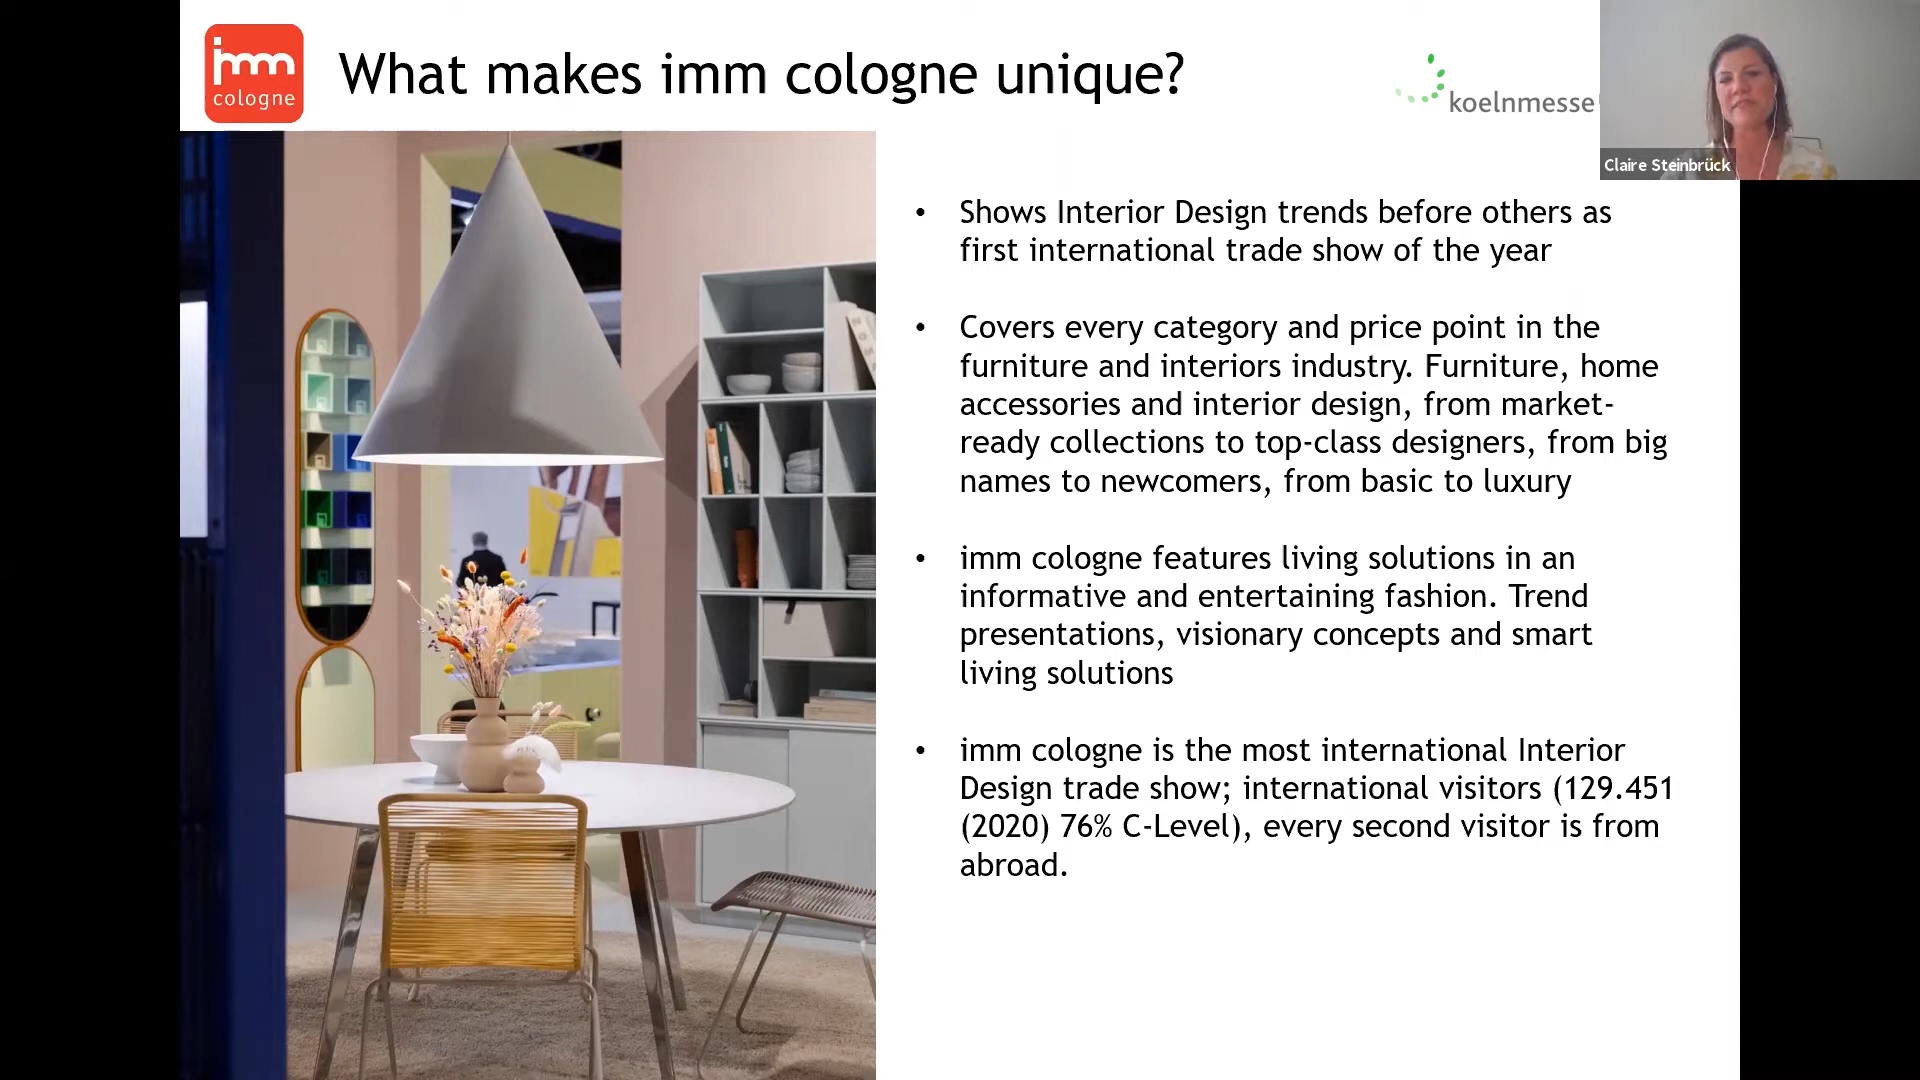 imm
cologne
What makes imm cologne unique?
koelnmesse
Claire Steinbrück
• Shows Interior Design trends before others as
first international trade show of the year
• Covers every category and price point in the
furniture and interiors industry. Furniture, home
accessories and interior design, from market-
ready collections to top-class designers, from big
names to newcomers, from basic to luxury
• imm cologne features living solutions in an
informative and entertaining fashion. Trend
presentations, visionary concepts and smart
living solutions
• imm cologne is the most international Interior
Design trade show; international visitors (129.451
(2020) 76% C-Level), every second visitor is from
abroad.